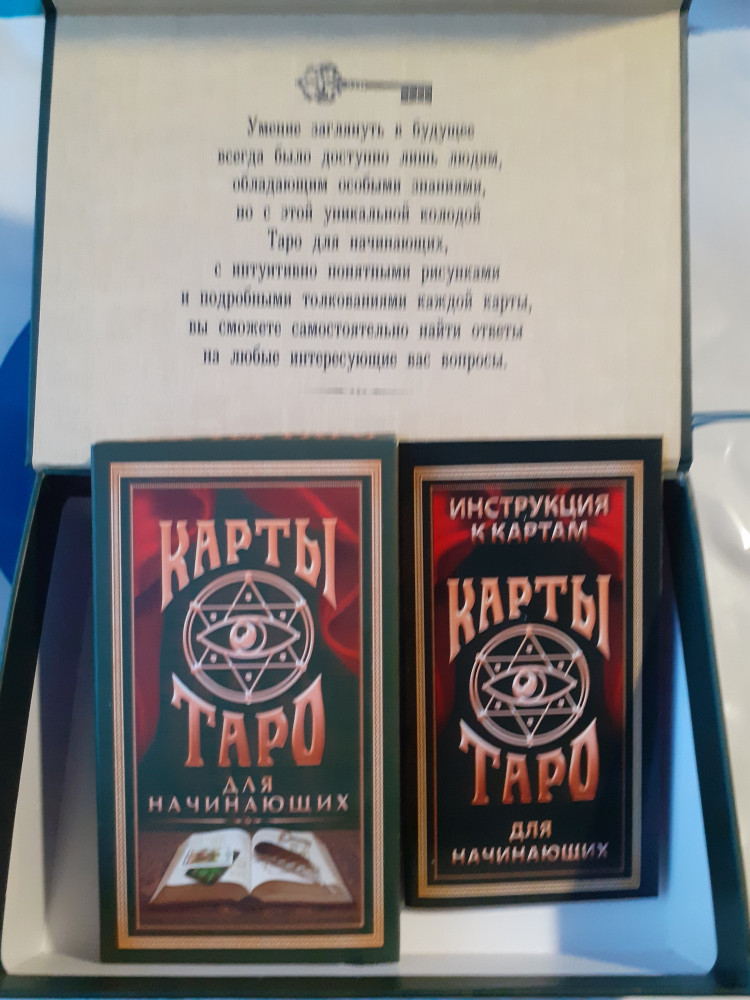 Умение заглянуть в будущее
всегда было доступно лишь людям,
обладающим особыми знаниями,
но с этой уникальной колодой
Таро для начинающих,
с интуитивно понятными рисунками
и подробными толкованиями каждой карты,
вы сможете самостоятельно найти ответы
на любые интересующие вас вопросы.
КАРТЫ
ТАРО
ДЛЯ
НАЧИНАЮЩИХ
ИНСТРУКЦИЯ
К КАРТАМ
КАРТЫ
ТАРО
ДЛЯ
НАЧИНАЮЩИХ